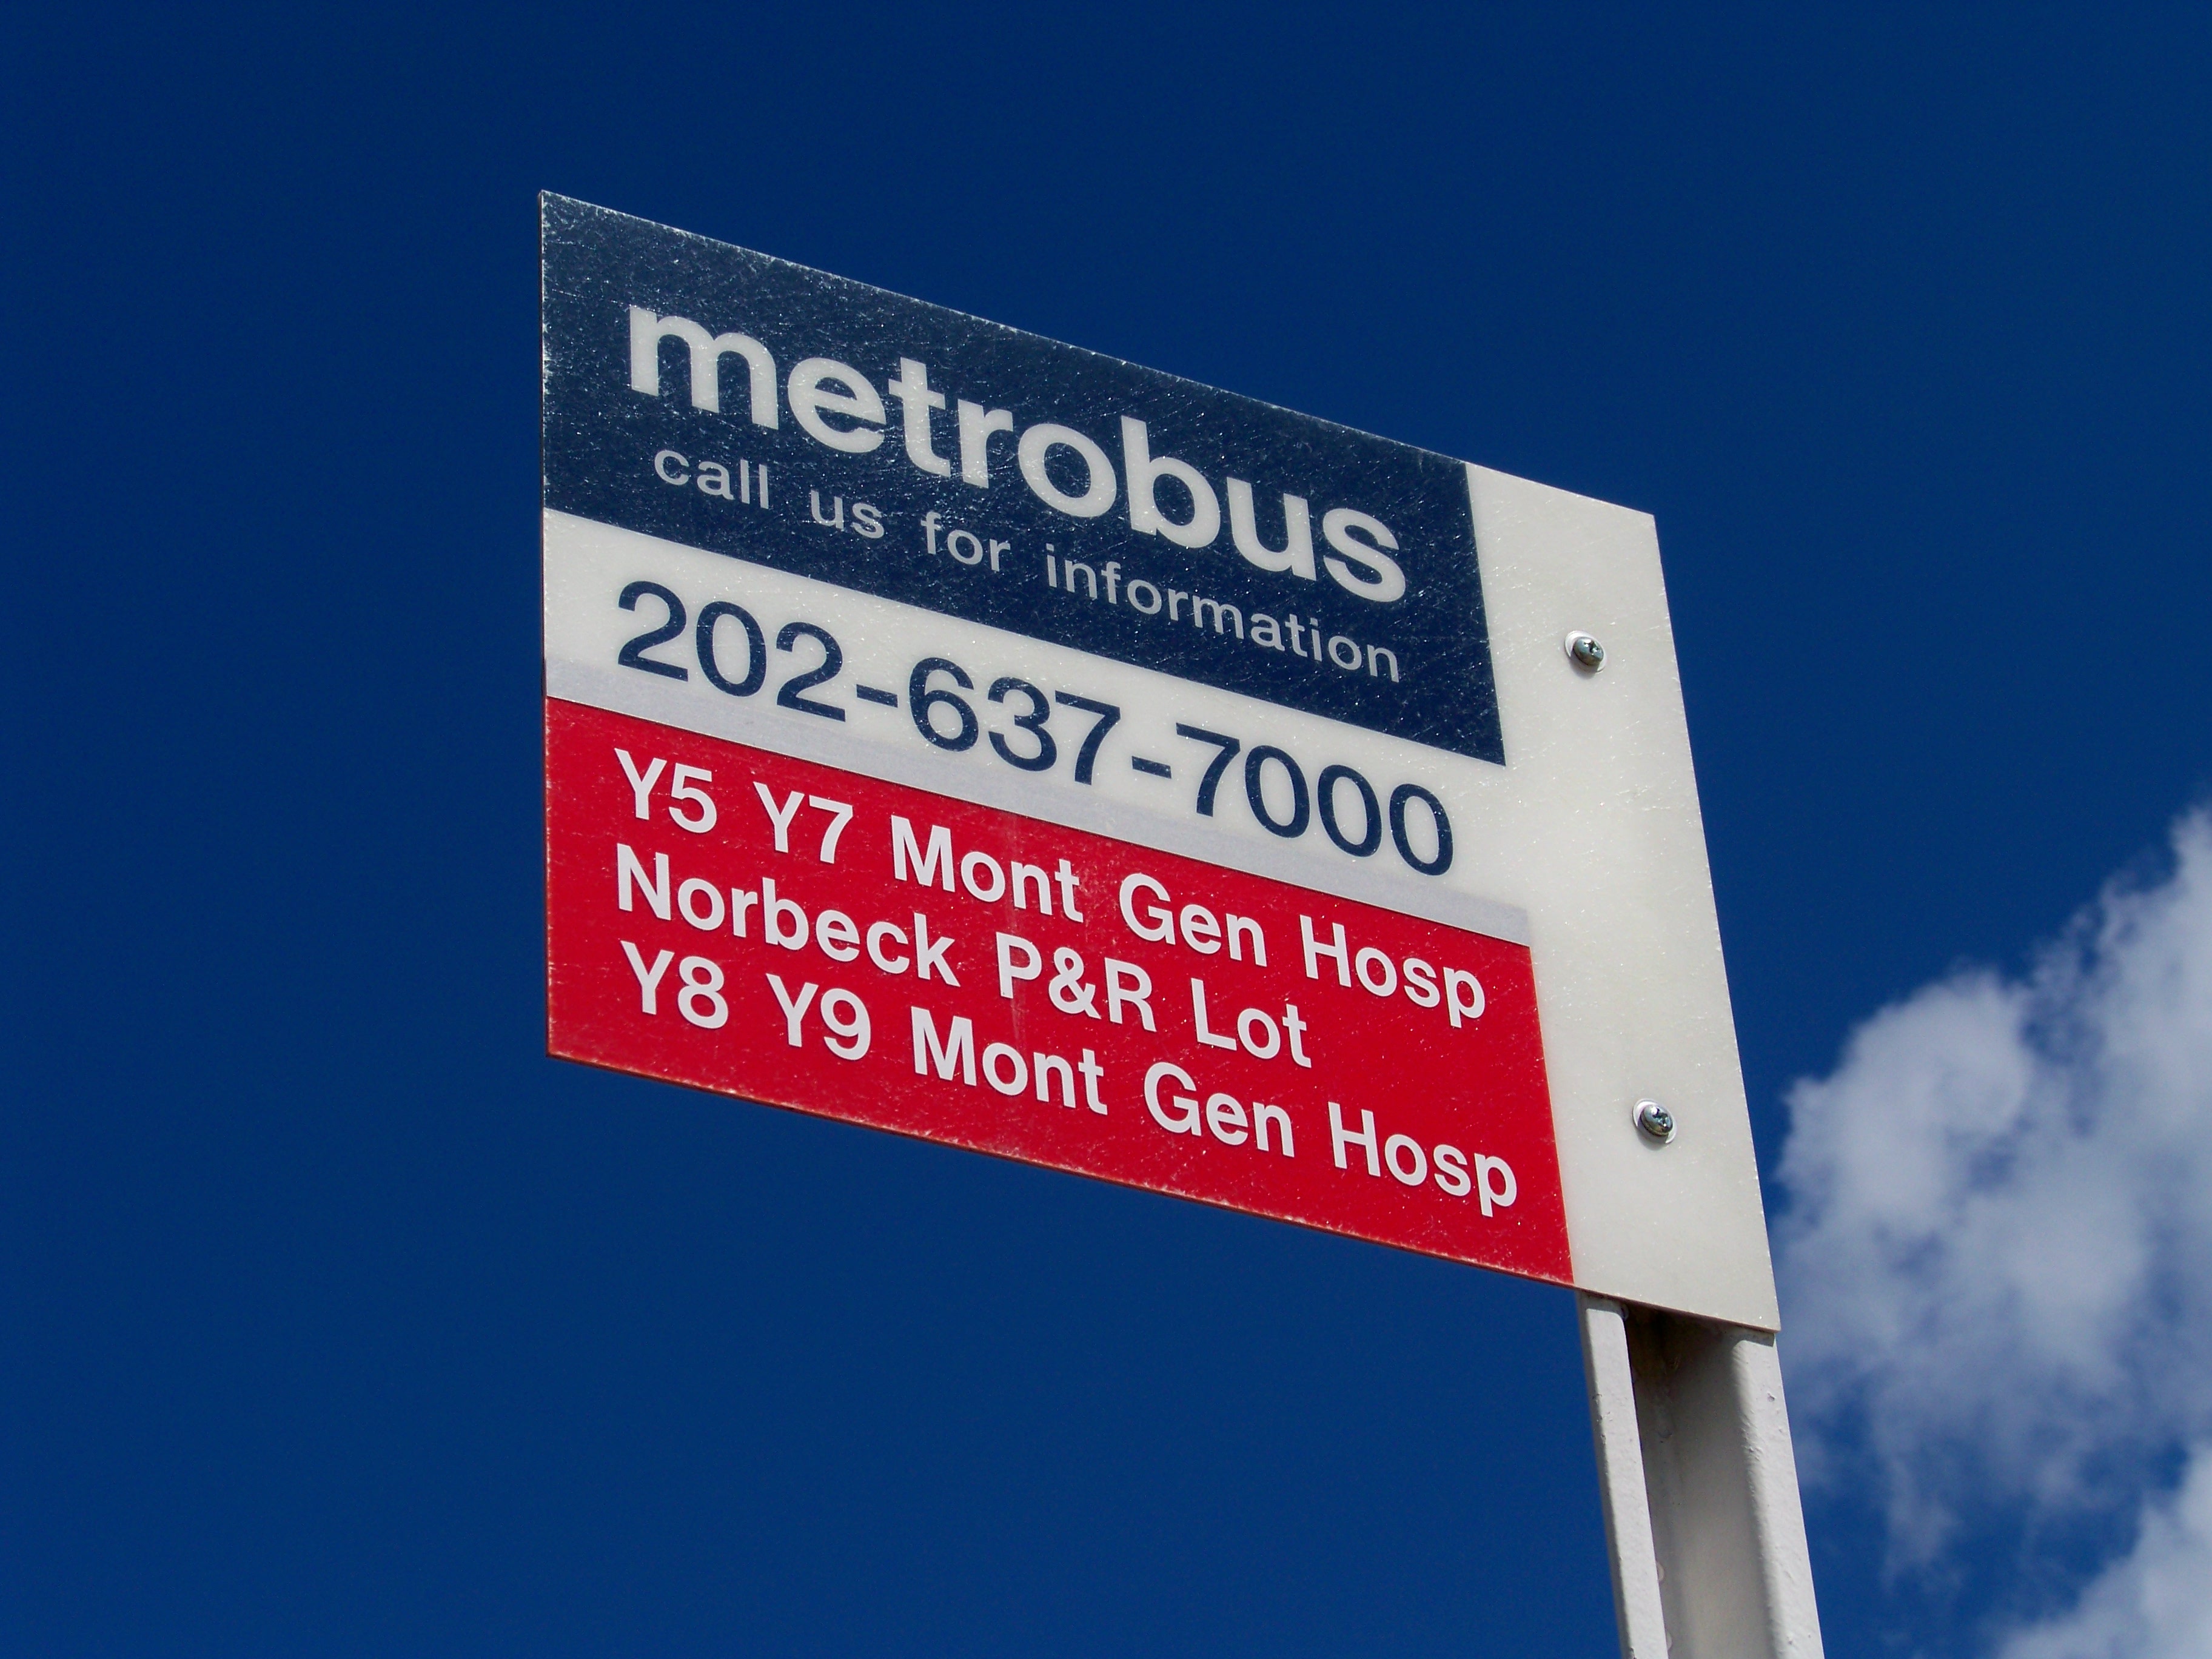 metrobus
call us for information
202-637-7000
Y5 Y7 Mont Gen Hosp
Norbeck P&R Lot
Y8 Y9 Mont Gen Hosp